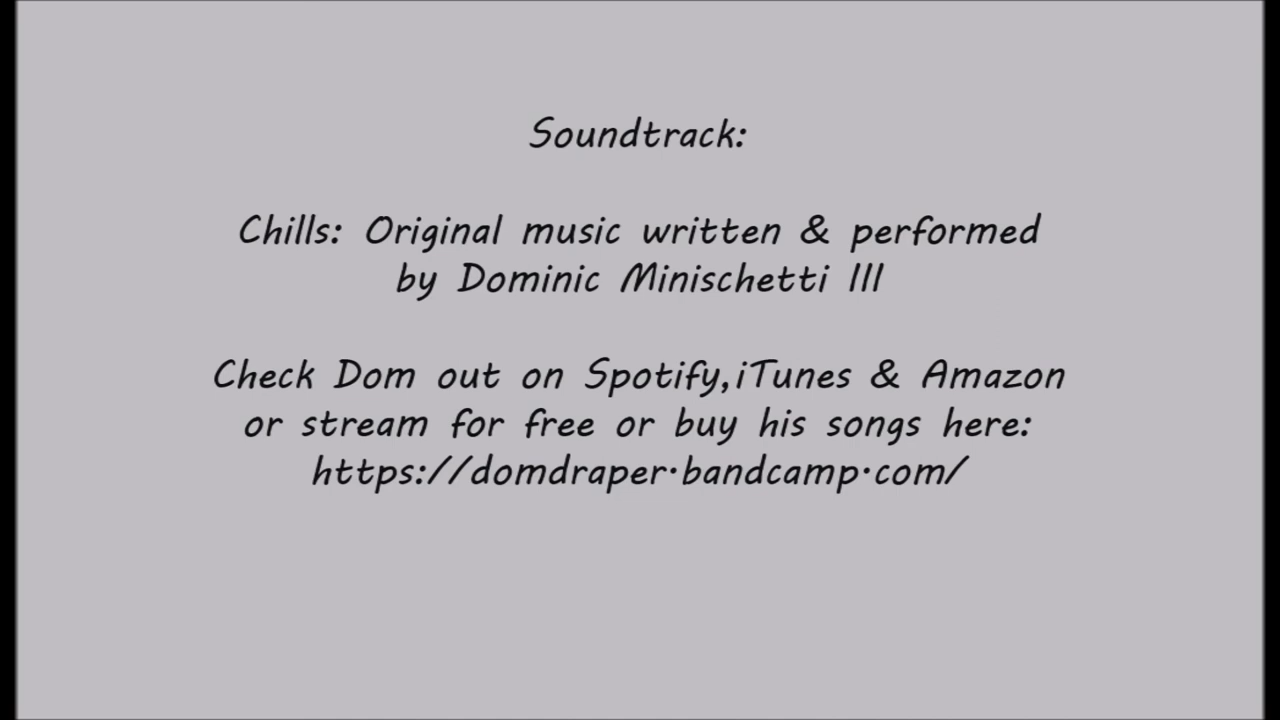 Soundtrack:
Chills: Original music written & performed
by Dominic Minischetti III
Check Dom out on Spotify,iTunes & Amazon
or stream for free or buy his songs here:
https://domdraper.bandcamp.com/